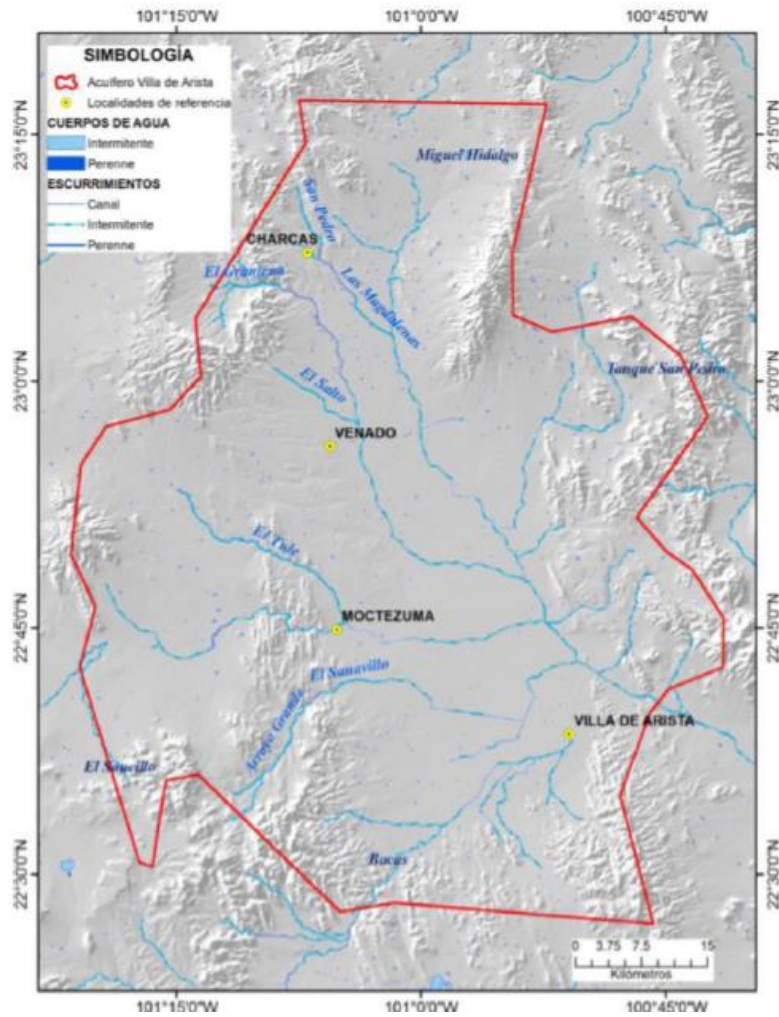 101°15'0"W
101°0'0"W
100°45'0"W
SIMBOLOGÍA
Acuífero Villa de Arista
Localidades de referencia
CUERPOS DE AGUA
Intermitente
Perenne
ESCURRIMIENTOS
Canal
Intermitente
Perenne
23°15'0"N
23°15'0"N
Miguel Hidalgo
San Pedro
CHARCAS
El Granjeno
Las Magdalenas
23°0'0"N
23°0'0"N
Tanque San Pedro
El Salto
VENADO
El Tule
22°45'0"N
22°45'0"N
MOCTEZUMA
El Sanavillo
Arroyo Grande
VILLA DE ARISTA
El Saucillo
Bocas
22°30'0"N
22°30'0"N
0 3.75 7.5 15
Kilómetros
101°15'0"W
101°0'0"W
100°45'0"W